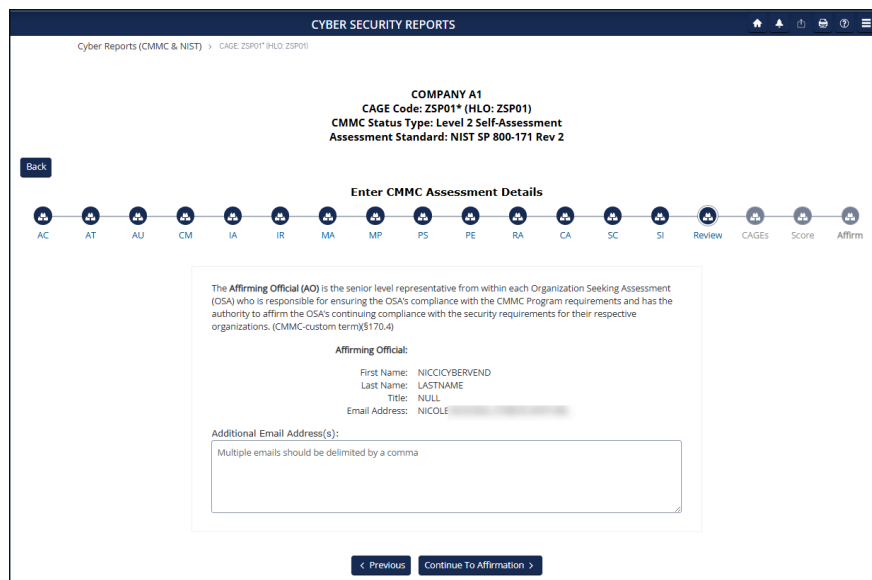 CYBER SECURITY REPORTS
Cyber Reports (CMMC & NIST) > CAGE: ZSP01* (HLO: ZSP01)
COMPANY A1
CAGE Code: ZSP01* (HLO: ZSP01)
CMMC Status Type: Level 2 Self-Assessment
Assessment Standard: NIST SP 800-171 Rev 2
Back
Enter CMMC Assessment Details
AC AT AU CM IA IR MA MP PS PE RA CA SC SI Review CAGEs Score Affirm
The Affirming Official (AO) is the senior level representative from within each Organization Seeking Assessment
(OSA) who is responsible for ensuring the OSA's compliance with the CMMC Program requirements and has the
authority to affirm the OSA's continuing compliance with the security requirements for their respective
organizations. (CMMC-custom term)(§170.4)
Affirming Official:
First Name: NICCICYBERVEND
Last Name: LASTNAME
Title: NULL
Email Address: NICOLE
Additional Email Address(s):
Multiple emails should be delimited by a comma
< Previous Continue To Affirmation >